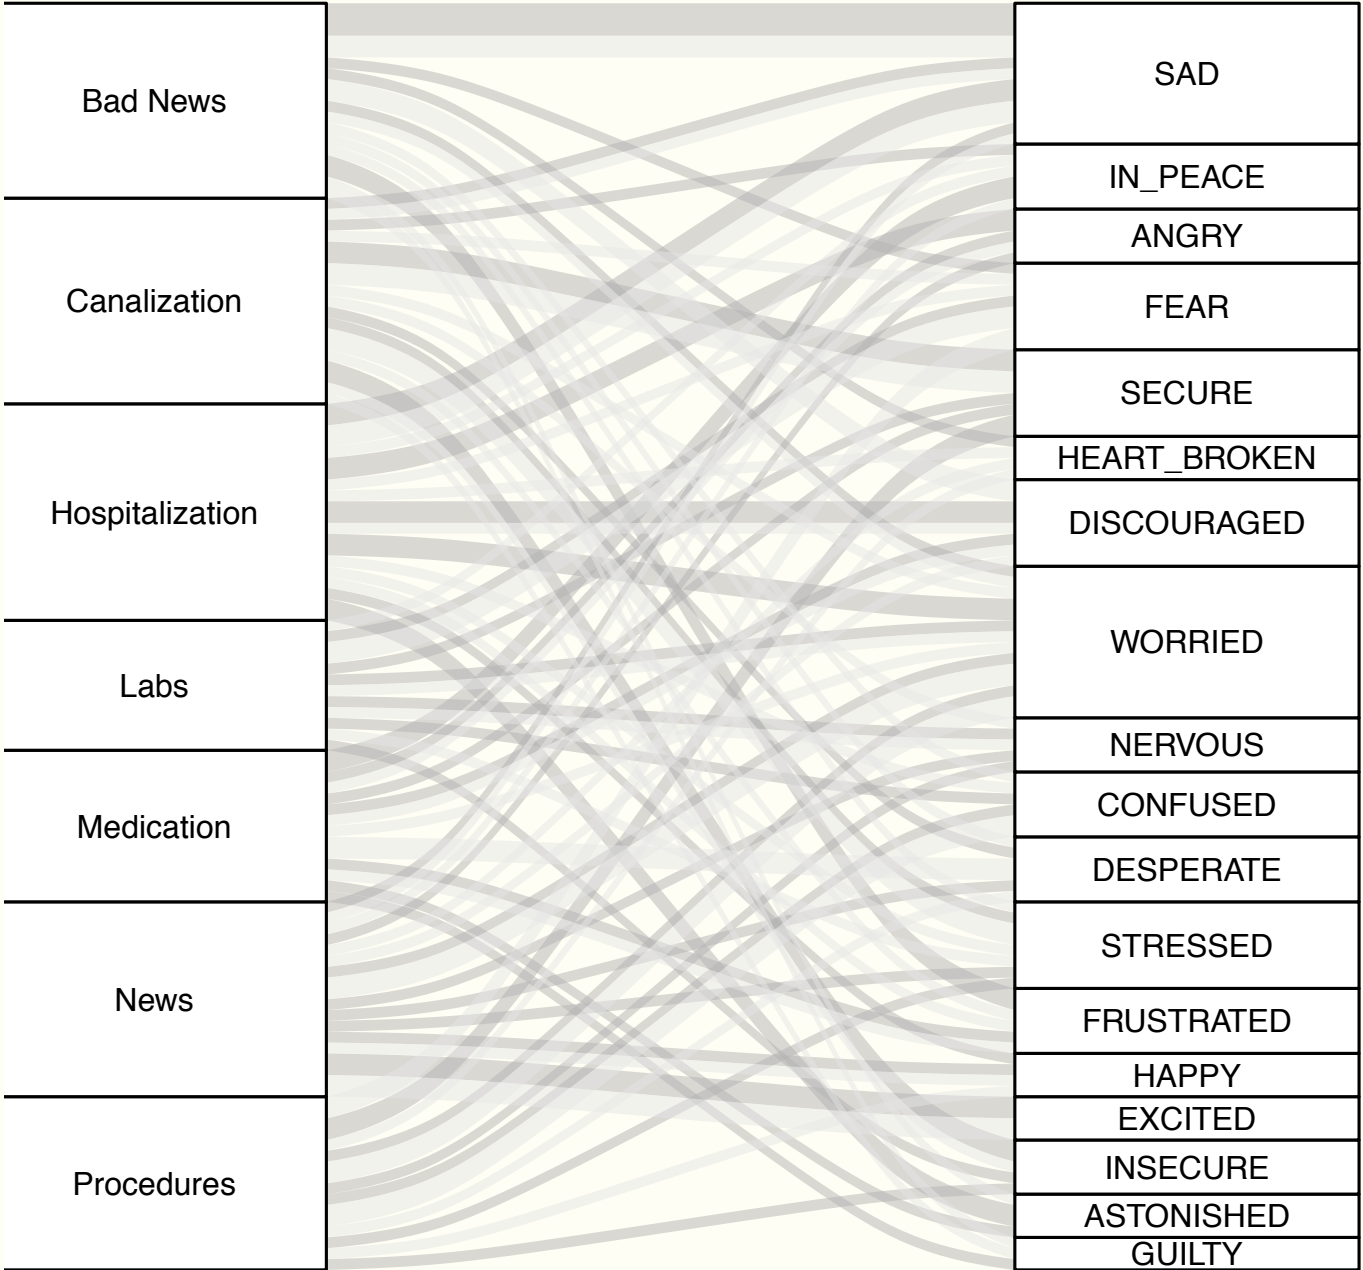 Bad News
Canalization
Hospitalization
Labs
Medication
News
Procedures
SAD
IN_PEACE
ANGRY
FEAR
SECURE
HEART_BROKEN
DISCOURAGED
WORRIED
NERVOUS
CONFUSED
DESPERATE
STRESSED
FRUSTRATED
HAPPY
EXCITED
INSECURE
ASTONISHED
GUILTY